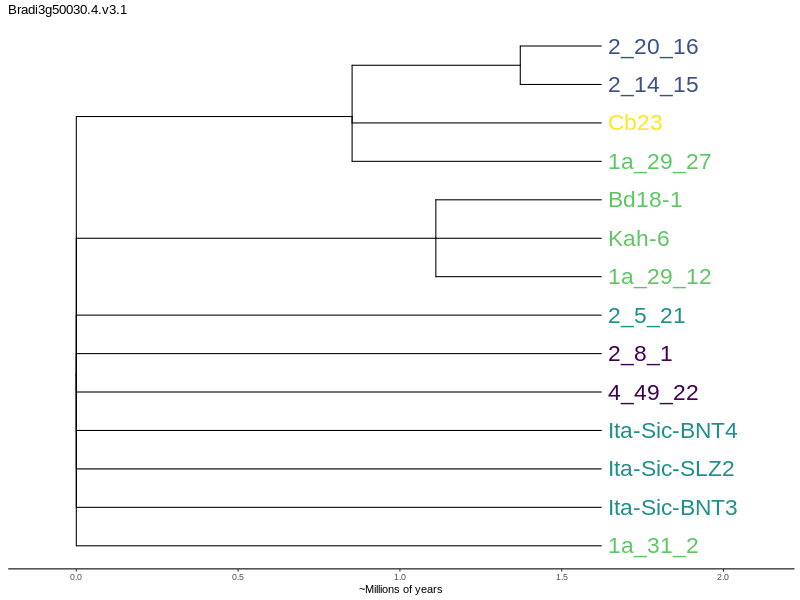 Bradi3g50030.4.v3.1
2_20_16
2_14_15
Cb23
1a_29_27
Bd18-1
Kah-6
1a_29_12
2_5_21
2_8_1
4_49_22
Ita-Sic-BNT4
Ita-Sic-SLZ2
Ita-Sic-BNT3
1a_31_2
0.0 0.5 1.0 1.5 2.0
~Millions of years